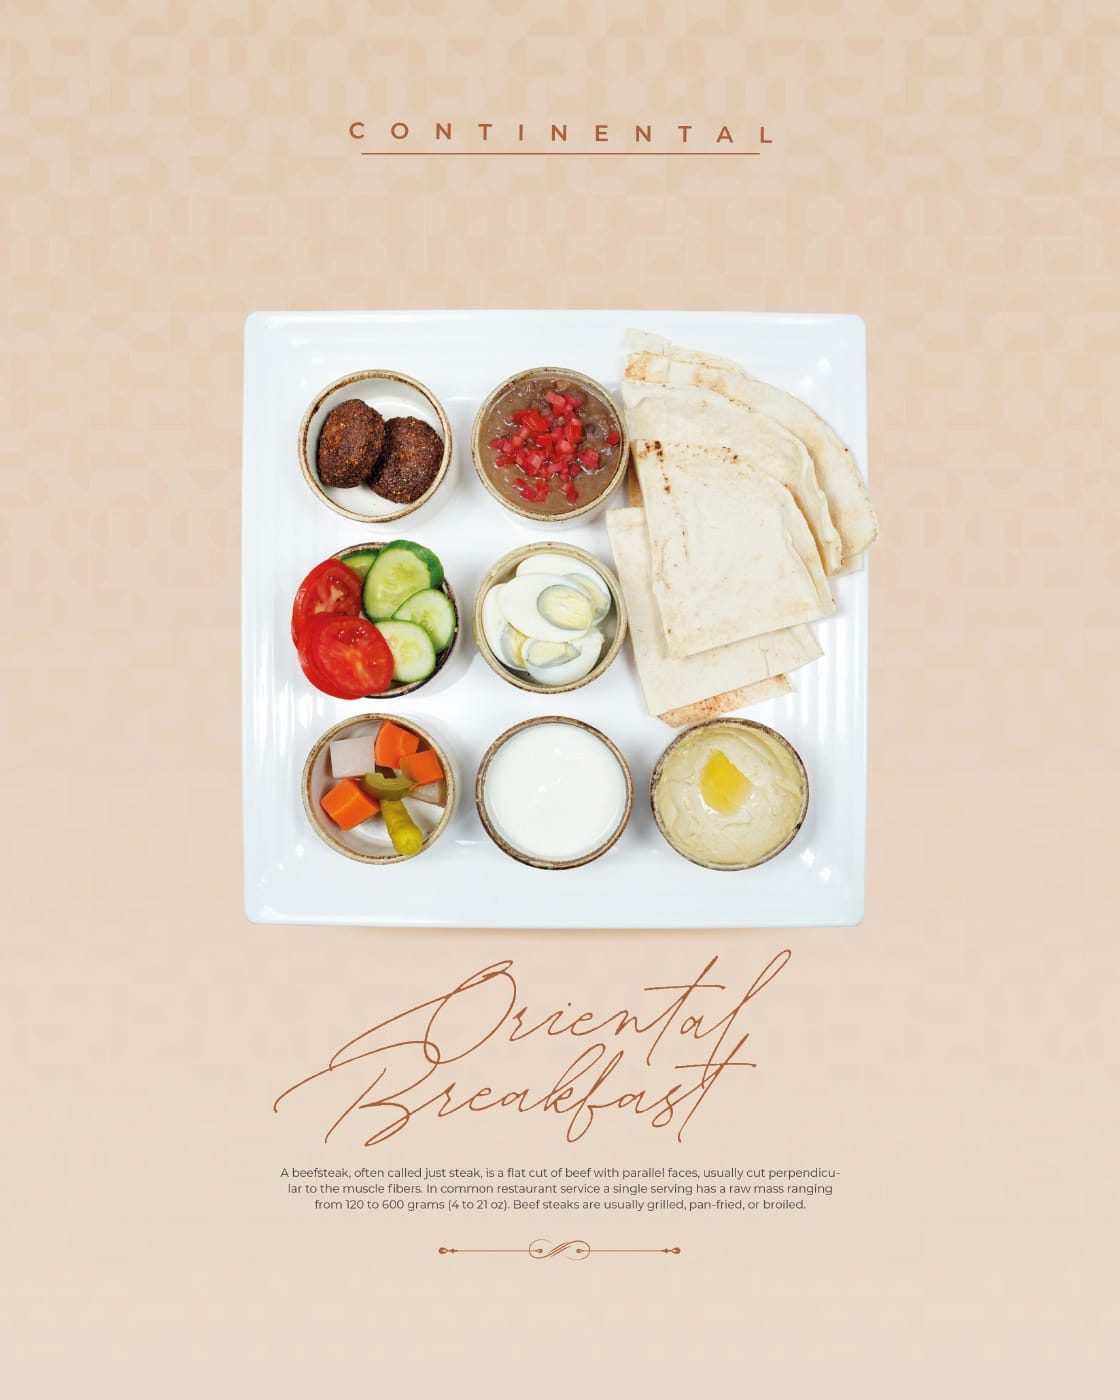 CONTINENTAL
Oriental
Breakfast
A beefsteak, often called just steak, is a flat cut of beef with parallel faces, usually cut perpendicu-
lar to the muscle fibers. In common restaurant service a single serving has a raw mass ranging
from 120 to 600 grams (4 to 21 oz). Beef steaks are usually grilled, pan-fried, or broiled.